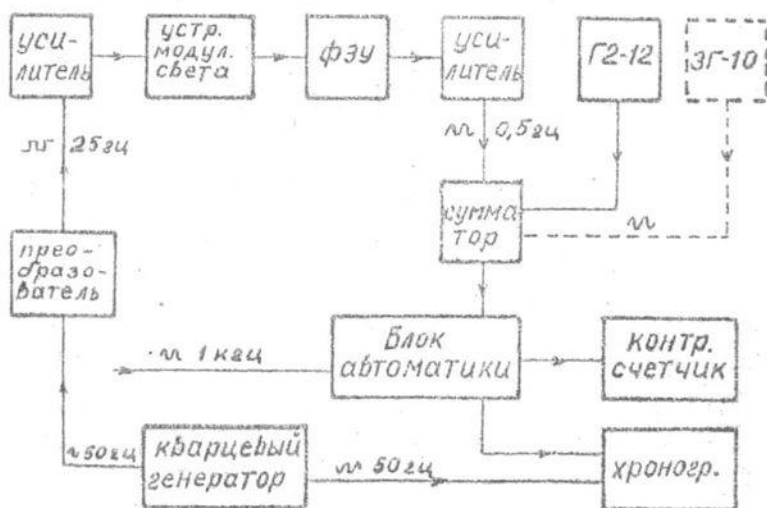 уси-
литель
устр.
модул.
света
ФЭУ
уси-
литель
Г2-12
ЗГ-10
25гц
0,5гц
прео-
бразо-
ватель
сумма
тор
1кгц
Блок
автоматики
контр.
счетчик
~50гц
кварцевый
генератор
50гц
хроногр.